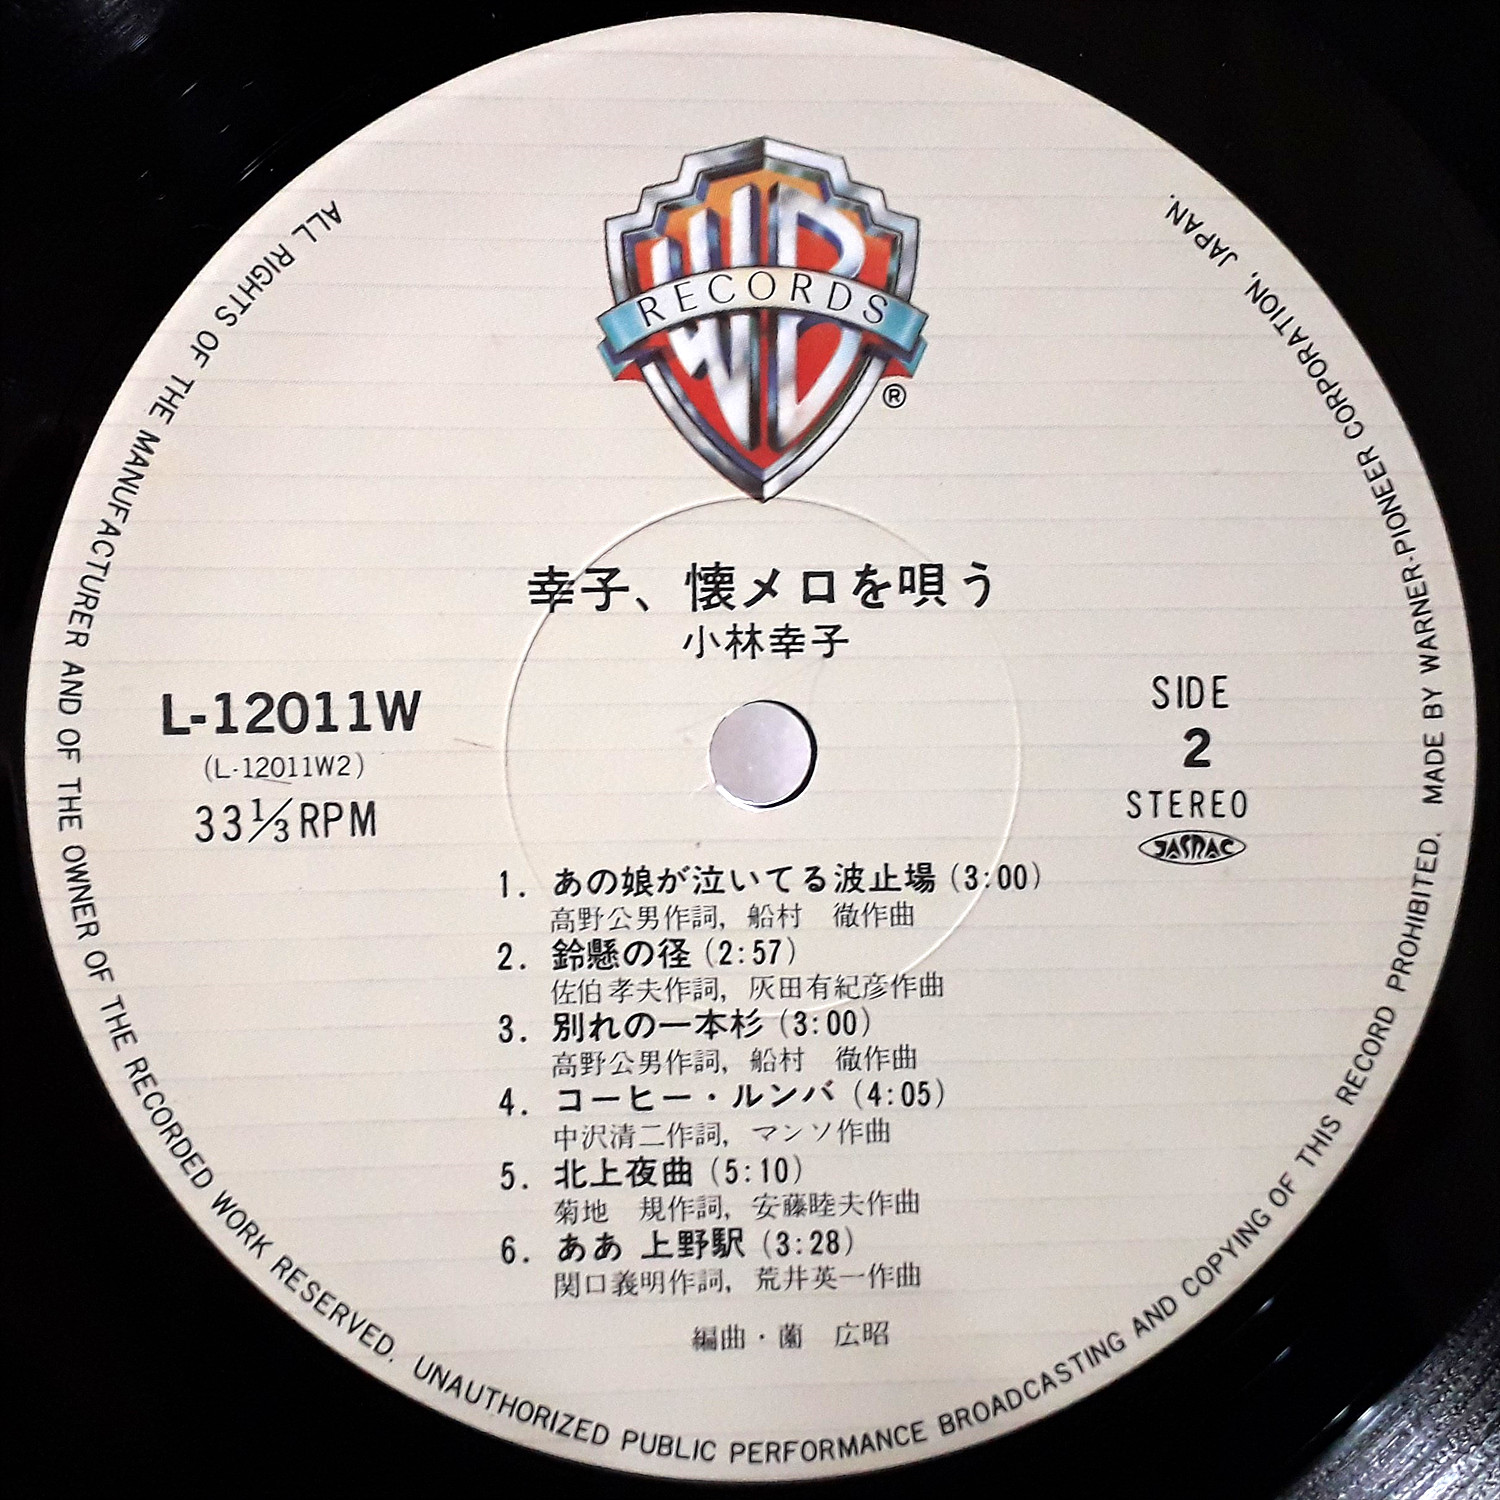 WB
RECORDS
®
幸子、懐メロを唄う
小林幸子
L-12011W
(L-12011W2)
33⅓RPM
SIDE
2
STEREO
JASRAC
1. あの娘が泣いてる波止場 (3:00)
高野公男作詞, 船村　徹作曲
2. 鈴懸の径 (2:57)
佐伯孝夫作詞, 灰田有紀彦作曲
3. 別れの一本杉 (3:00)
高野公男作詞, 船村　徹作曲
4. コーヒー・ルンバ (4:05)
中沢清二作詞, マンソ作曲
5. 北上夜曲 (5:10)
菊地　規作詞, 安藤睦夫作曲
6. ああ 上野駅 (3:28)
関口義明作詞, 荒井英一作曲
編曲・薗　広昭
ALL RIGHTS OF THE MANUFACTURER AND OF THE OWNER OF THE RECORDED WORK RESERVED. UNAUTHORIZED PUBLIC PERFORMANCE BROADCASTING AND COPYING OF THIS RECORD PROHIBITED. MADE BY WARNER-PIONEER CORPORATION, JAPAN.